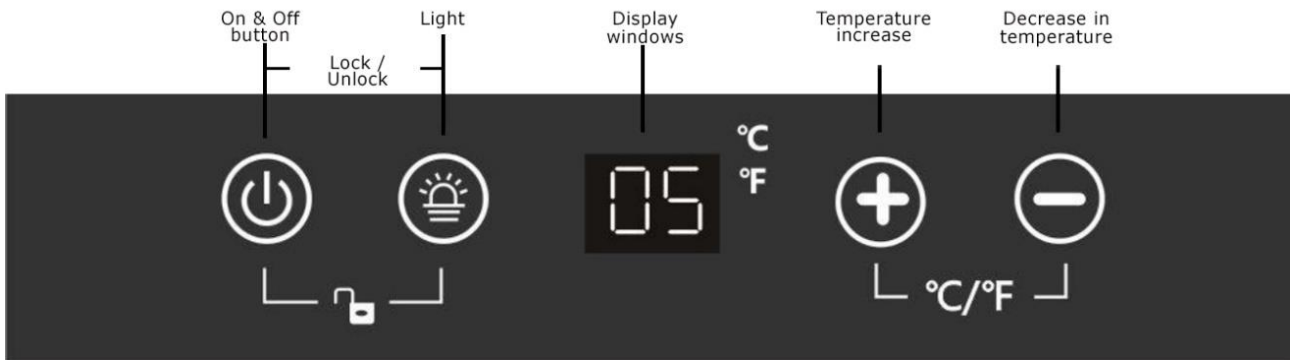 On & Off
button
Lock /
Unlock
Light
Display
windows
Temperature
increase
Decrease in
temperature
℃
℉
05
℃/℉